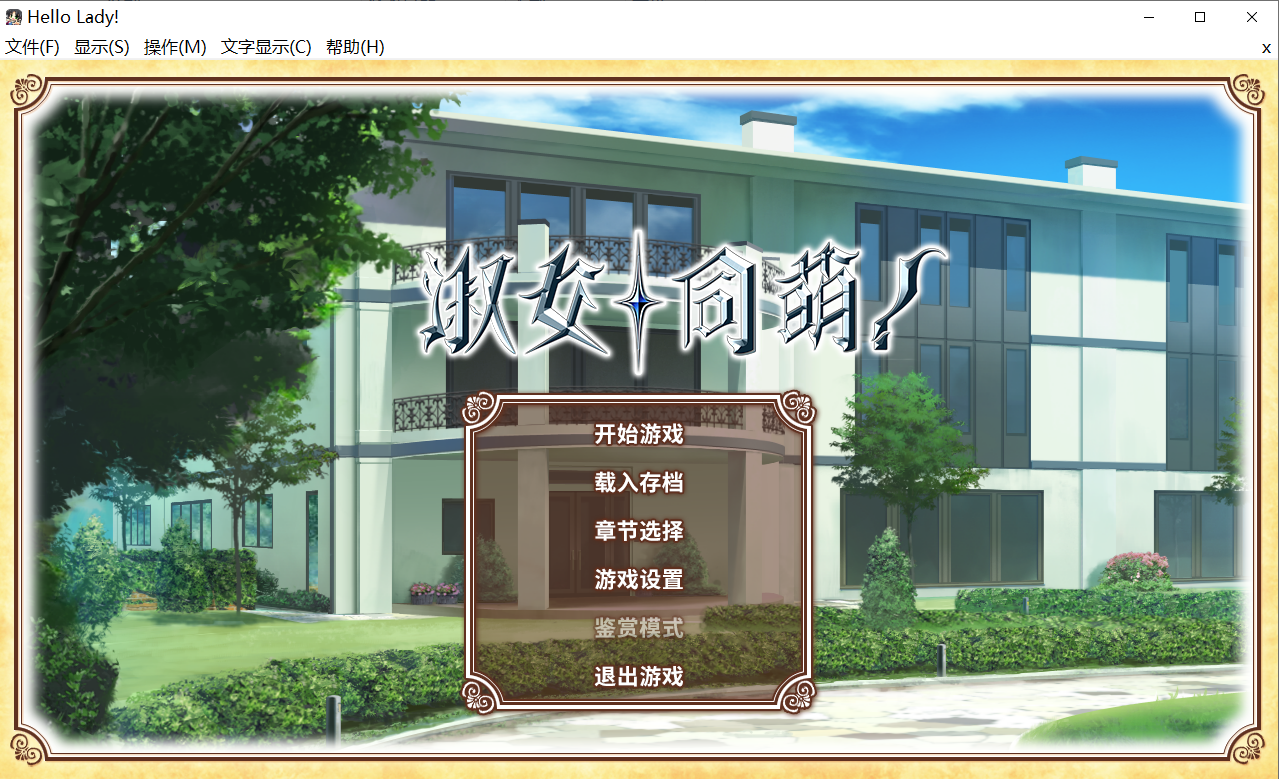 Hello Lady!
文件(F) 显示(S) 操作(M) 文字显示(C) 帮助(H) x
淑女同萌!
开始游戏
载入存档
章节选择
游戏设置
鉴赏模式
退出游戏